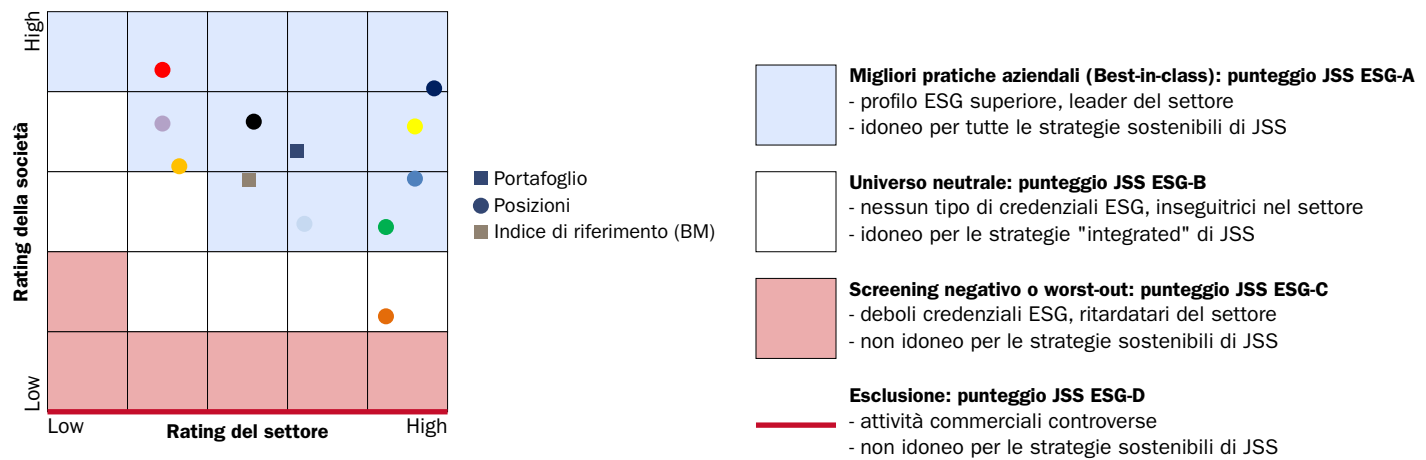 High
Rating della società
Low
Low
Rating del settore
High
Portafoglio
Posizioni
Indice di riferimento (BM)
Migliori pratiche aziendali (Best-in-class): punteggio JSS ESG-A
- profilo ESG superiore, leader del settore
- idoneo per tutte le strategie sostenibili di JSS
Universo neutrale: punteggio JSS ESG-B
- nessun tipo di credenziali ESG, inseguitrici nel settore
- idoneo per le strategie "integrated" di JSS
Screening negativo o worst-out: punteggio JSS ESG-C
- deboli credenziali ESG, ritardatari del settore
- non idoneo per le strategie sostenibili di JSS
Esclusione: punteggio JSS ESG-D
- attività commerciali controverse
- non idoneo per le strategie sostenibili di JSS